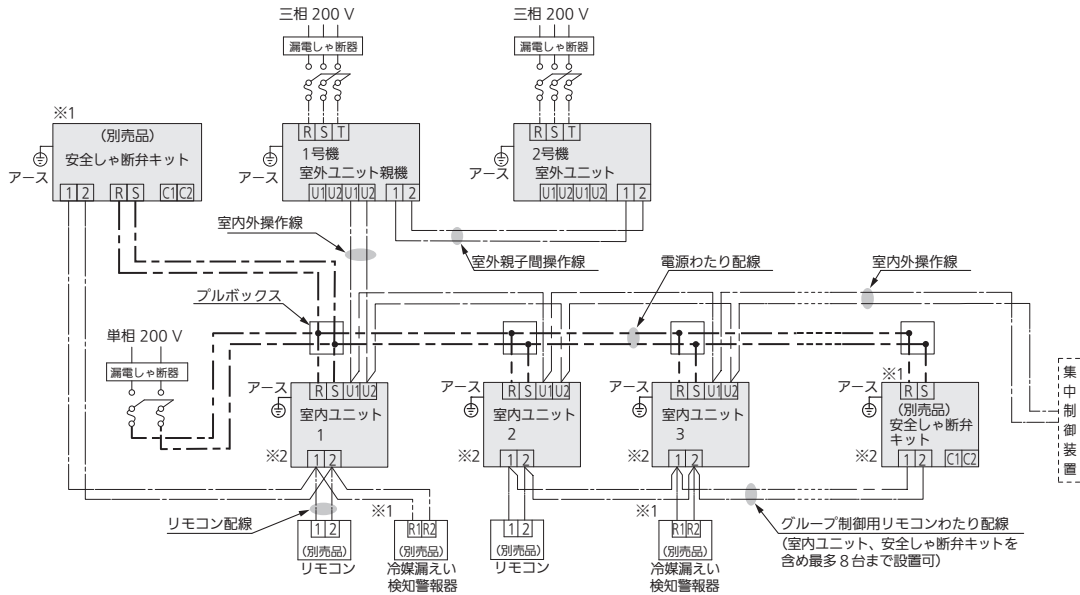 三相 200 V
三相 200 V
漏電しゃ断器
漏電しゃ断器
※1
(別売品)
安全しゃ断弁キット
アース
1 2 R S C1 C2
R S T
1号機
室外ユニット親機
アース
U1 U2 U1 U2 1 2
R S T
2号機
室外ユニット
アース
U1 U2 U1 U2 1 2
室内外操作線
室外親子間操作線
電源わたり配線
室内外操作線
プルボックス
単相 200 V
漏電しゃ断器
アース
R S U1 U2
室内ユニット
1
※2
1 2
アース
R S U1 U2
室内ユニット
2
※2
1 2
アース
R S U1 U2
室内ユニット
3
※2
1 2
※1
アース
R S
(別売品)
安全しゃ断弁
キット
※2
1 2 C1 C2
集中制御装置
リモコン配線
1 2
(別売品)
リモコン
※1
R1 R2
(別売品)
冷媒漏えい
検知警報器
1 2
(別売品)
リモコン
※1
R1 R2
(別売品)
冷媒漏えい
検知警報器
グループ制御用リモコンわたり配線
(室内ユニット、安全しゃ断弁キットを
含め最多8台まで設置可)